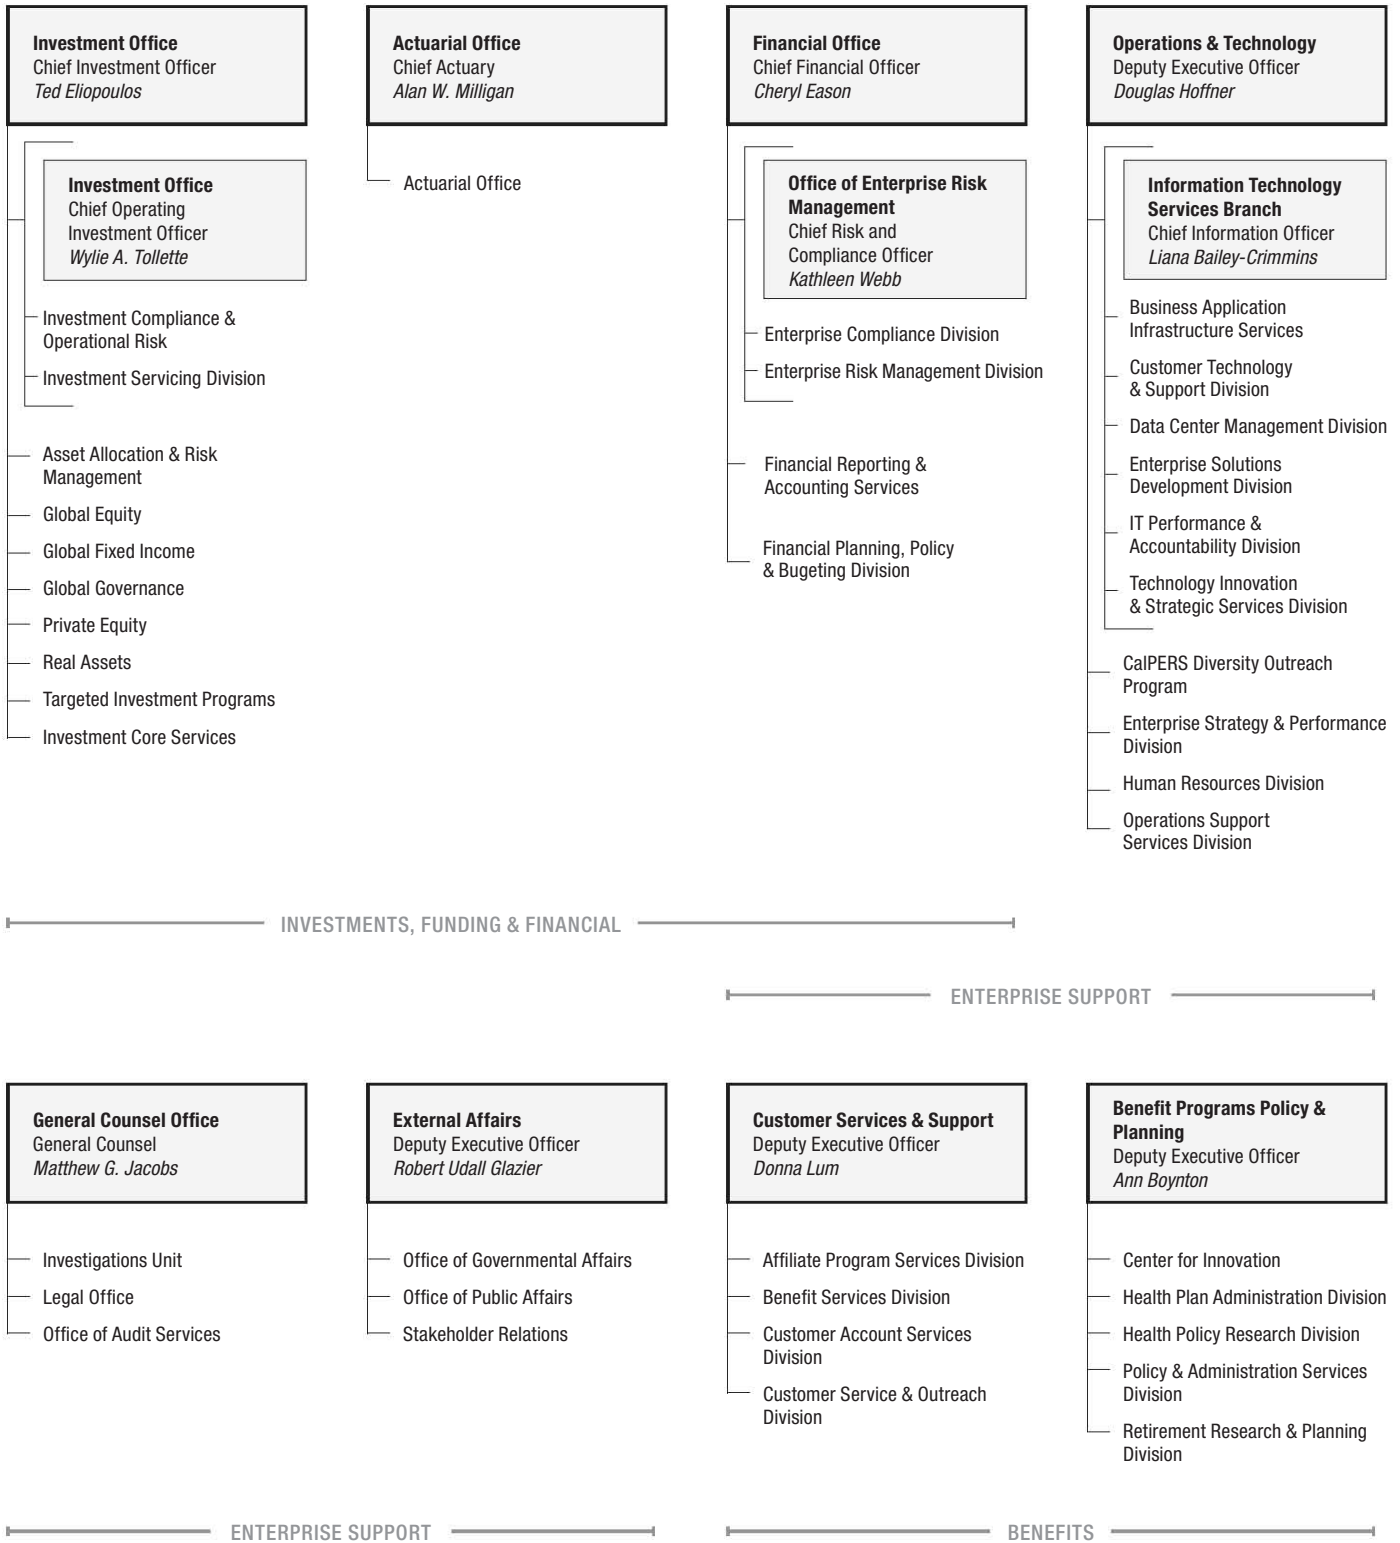 Investment Office
Chief Investment Officer
Ted Eliopoulos
Investment Office
Chief Operating
Investment Officer
Wylie A. Tollette
Investment Compliance &
Operational Risk
Investment Servicing Division
Asset Allocation & Risk
Management
Global Equity
Global Fixed Income
Global Governance
Private Equity
Real Assets
Targeted Investment Programs
Investment Core Services
Actuarial Office
Chief Actuary
Alan W. Milligan
Actuarial Office
Financial Office
Chief Financial Officer
Cheryl Eason
Office of Enterprise Risk
Management
Chief Risk and
Compliance Officer
Kathleen Webb
Enterprise Compliance Division
Enterprise Risk Management Division
Financial Reporting &
Accounting Services
Financial Planning, Policy
& Bugeting Division
Operations & Technology
Deputy Executive Officer
Douglas Hoffner
Information Technology
Services Branch
Chief Information Officer
Liana Bailey-Crimmins
Business Application
Infrastructure Services
Customer Technology
& Support Division
Data Center Management Division
Enterprise Solutions
Development Division
IT Performance &
Accountability Division
Technology Innovation
& Strategic Services Division
CalPERS Diversity Outreach
Program
Enterprise Strategy & Performance
Division
Human Resources Division
Operations Support
Services Division
INVESTMENTS, FUNDING & FINANCIAL
ENTERPRISE SUPPORT
General Counsel Office
General Counsel
Matthew G. Jacobs
Investigations Unit
Legal Office
Office of Audit Services
External Affairs
Deputy Executive Officer
Robert Udall Glazier
Office of Governmental Affairs
Office of Public Affairs
Stakeholder Relations
Customer Services & Support
Deputy Executive Officer
Donna Lum
Affiliate Program Services Division
Benefit Services Division
Customer Account Services
Division
Customer Service & Outreach
Division
Benefit Programs Policy &
Planning
Deputy Executive Officer
Ann Boynton
Center for Innovation
Health Plan Administration Division
Health Policy Research Division
Policy & Administration Services
Division
Retirement Research & Planning
Division
ENTERPRISE SUPPORT
BENEFITS